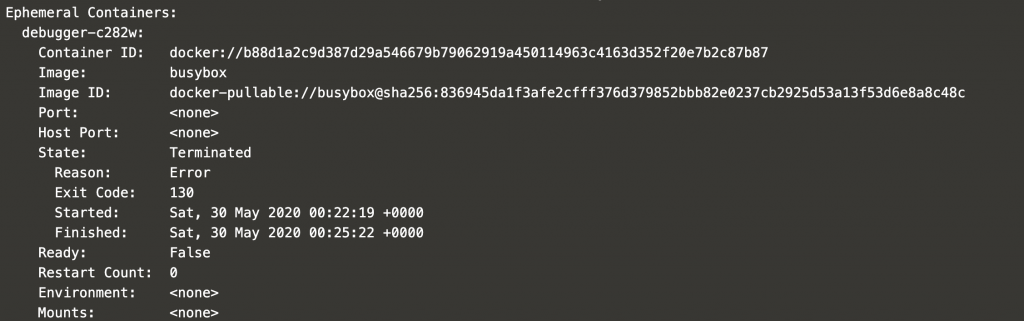 Ephemeral Containers:
debugger-c282w:
Container ID: docker://b88d1a2c9d387d29a546679b79062919a450114963c4163d352f20e7b2c87b87
Image: busybox
Image ID: docker-pullable://busybox@sha256:836945da1f3afe2cfff376d379852bbb82e0237cb2925d53a13f53d6e8a8c48c
Port: <none>
Host Port: <none>
State: Terminated
Reason: Error
Exit Code: 130
Started: Sat, 30 May 2020 00:22:19 +0000
Finished: Sat, 30 May 2020 00:25:22 +0000
Ready: False
Restart Count: 0
Environment: <none>
Mounts: <none>